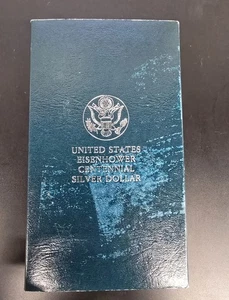 UNITED STATES
EISENHOWER
CENTENNIAL
SILVER DOLLAR